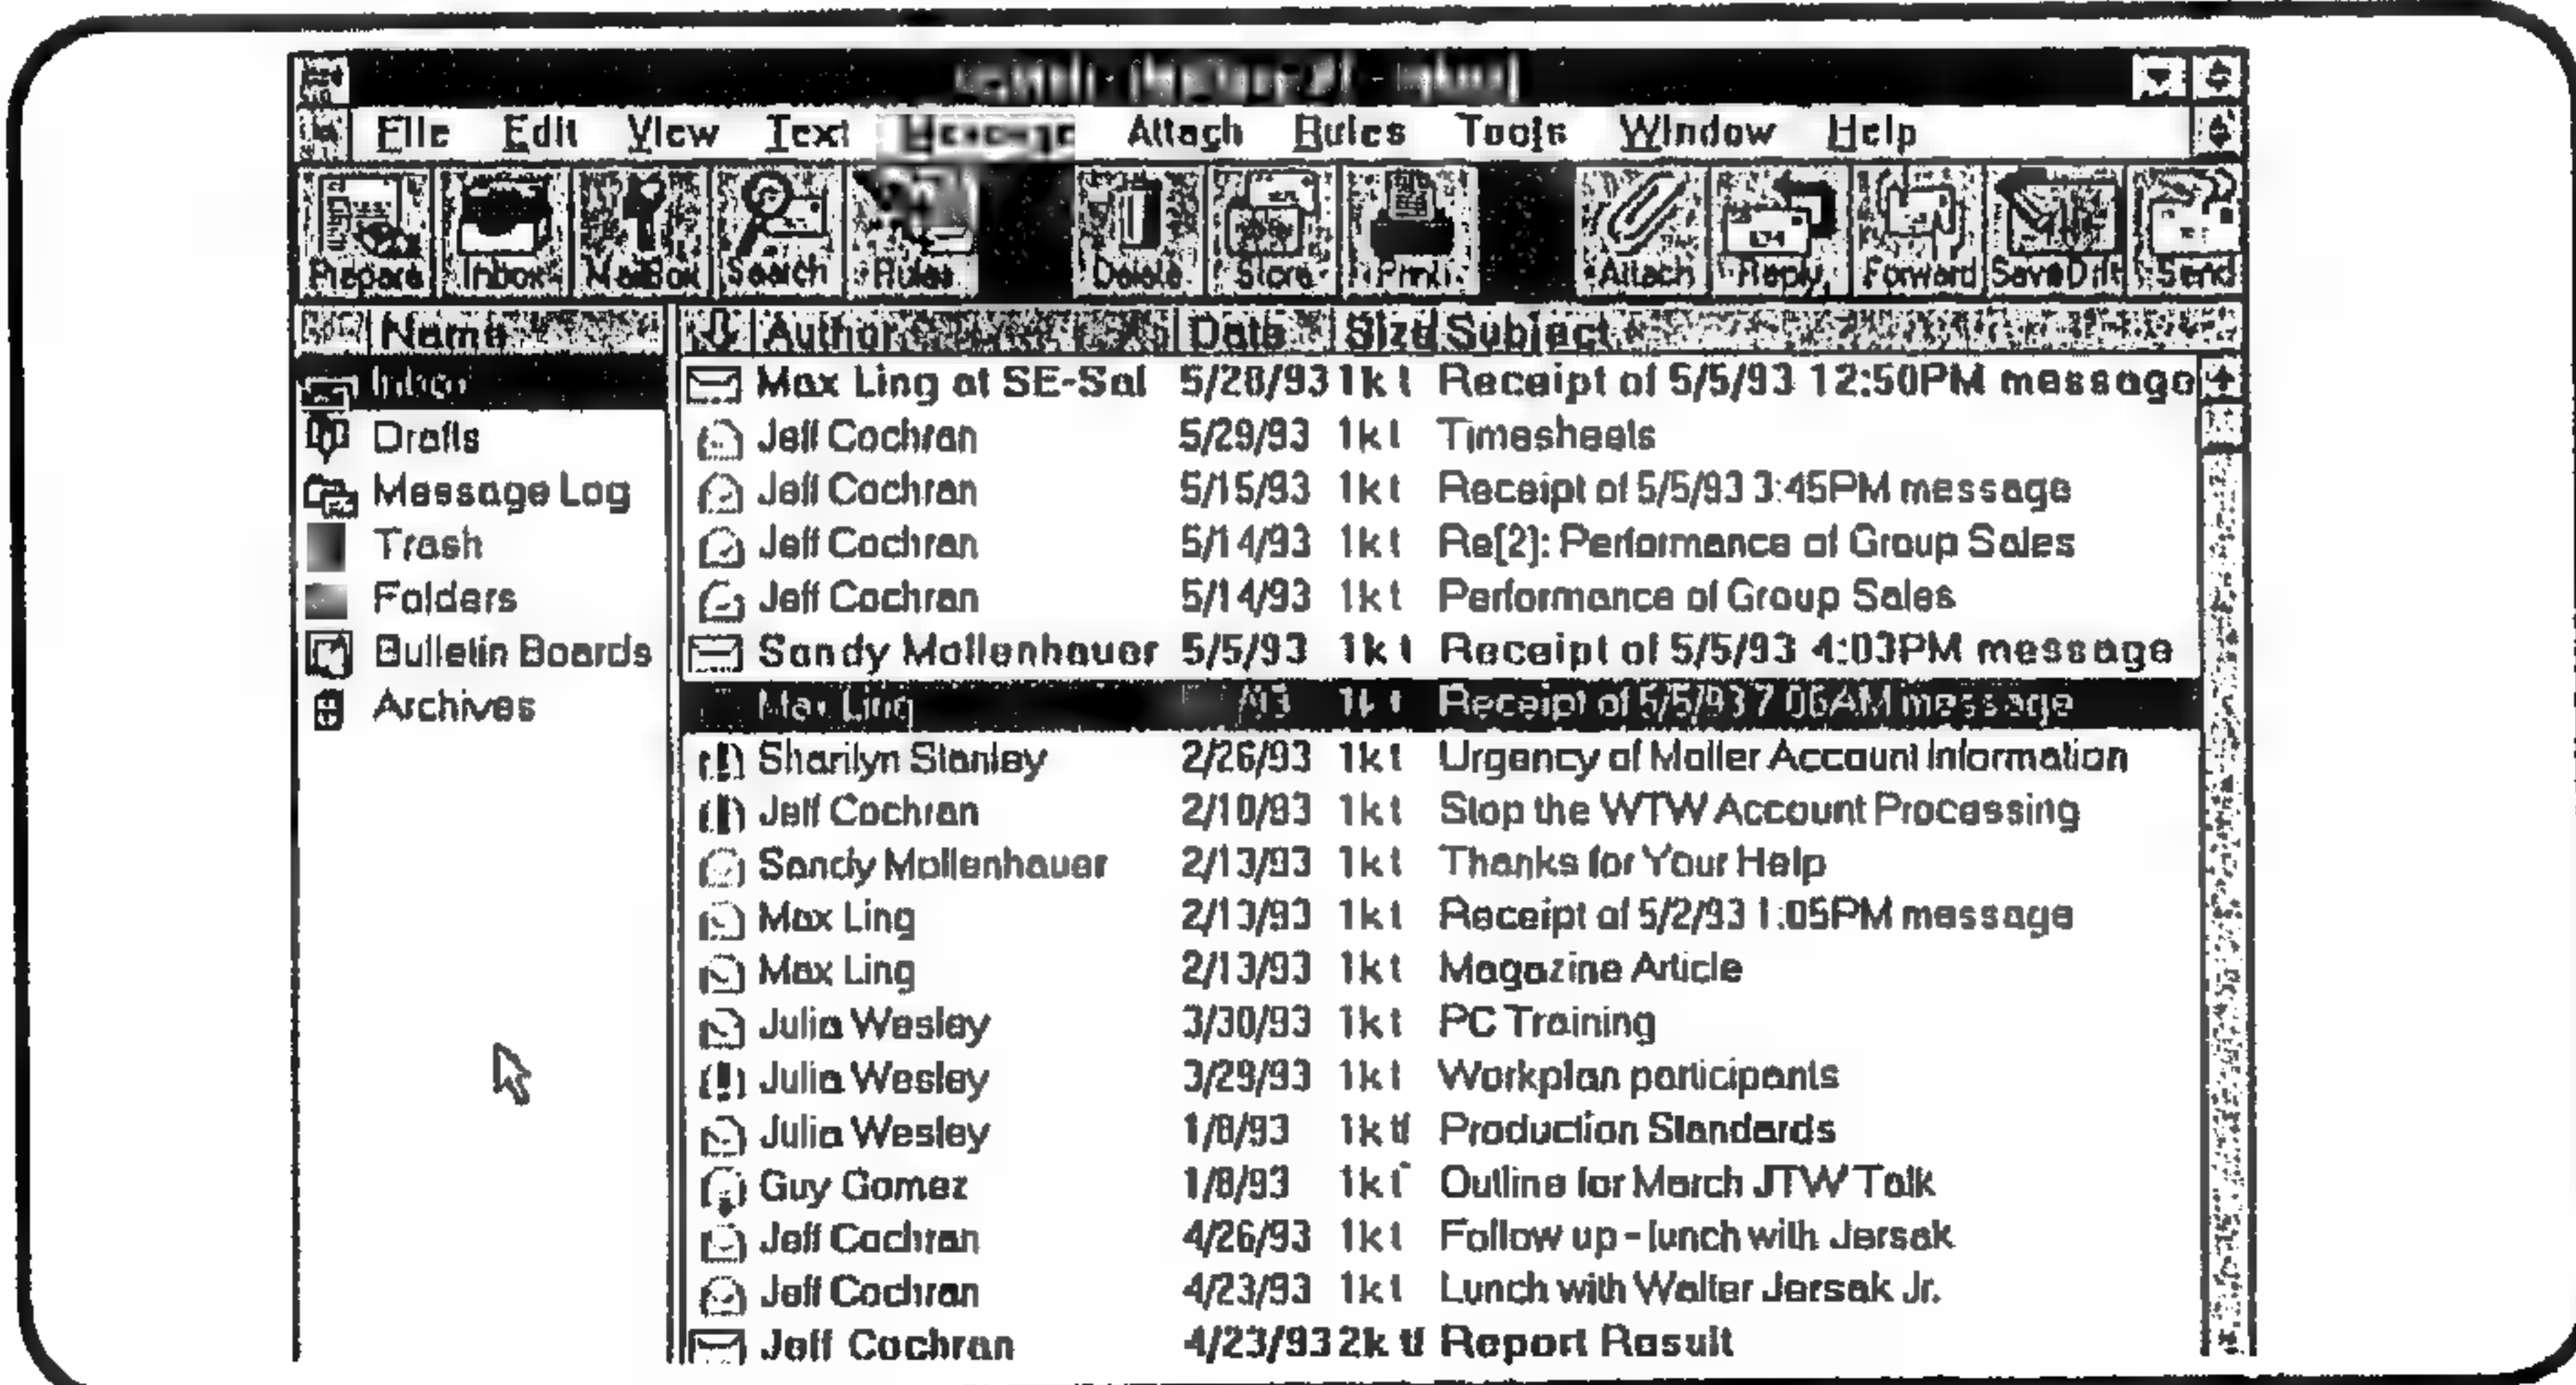 File Edit View Text Attach Rules Tools Window Help
Prepare Inbox MailBox Search Rules Delete Store Print Attach Reply Forward SaveDrft Send
Name Author Date Size Subject
Inbox
Drafts
Message Log
Trash
Folders
Bulletin Boards
Archives
Max Ling at SE-Sal 5/28/93 1k t Receipt of 5/5/93 12:50PM message
Jeff Cochran 5/29/93 1k t Timesheets
Jeff Cochran 5/15/93 1k t Receipt of 5/5/93 3:45PM message
Jeff Cochran 5/14/93 1k t Re[2]: Performance of Group Sales
Jeff Cochran 5/14/93 1k t Performance of Group Sales
Sandy Mollenhauer 5/5/93 1k t Receipt of 5/5/93 4:03PM message
Max Ling 1k t Receipt of 5/5/93 7:06AM message
Sharilyn Stanley 2/26/93 1k t Urgency of Moller Account Information
Jeff Cochran 2/10/93 1k t Stop the WTW Account Processing
Sandy Mollenhauer 2/13/93 1k t Thanks for Your Help
Max Ling 2/13/93 1k t Receipt of 5/2/93 1:05PM message
Max Ling 2/13/93 1k t Magazine Article
Julia Wesley 3/30/93 1k t PC Training
Julia Wesley 3/29/93 1k t Workplan participants
Julia Wesley 1/8/93 1k tf Production Standards
Guy Gomez 1/8/93 1k f Outline for March JTW Talk
Jeff Cochran 4/26/93 1k t Follow up - lunch with Jersak
Jeff Cochran 4/23/93 1k t Lunch with Walter Jersak Jr.
Jeff Cochran 4/23/93 2k tf Report Result